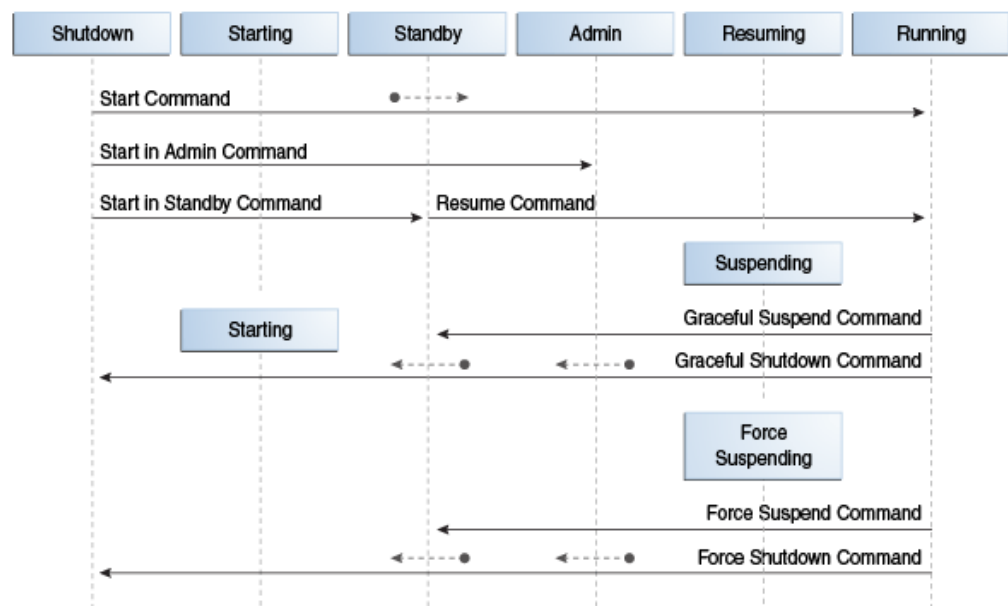 Shutdown
Starting
Standby
Admin
Resuming
Running
Start Command
Start in Admin Command
Start in Standby Command
Resume Command
Suspending
Starting
Graceful Suspend Command
Graceful Shutdown Command
Force
Suspending
Force Suspend Command
Force Shutdown Command